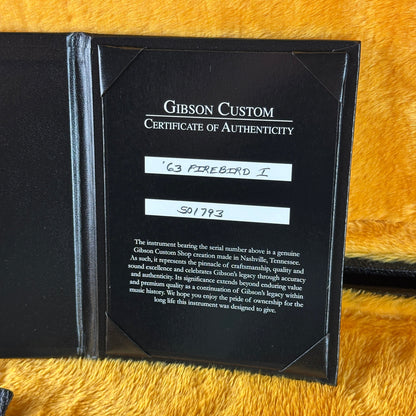 GIBSON CUSTOM
CERTIFICATE OF AUTHENTICITY
'63 FIREBIRD I
S01793
The instrument bearing the serial number above is a genuine
Gibson Custom Shop creation made in Nashville, Tennessee.
As such, it represents the pinnacle of craftsmanship, quality and
sound excellence and celebrates Gibson's legacy through accuracy
and authenticity. Its significance extends beyond enduring value
and premium quality as a continuation of Gibson's legacy within
music history. We hope you enjoy the pride of ownership for the
long life this instrument was designed to give.